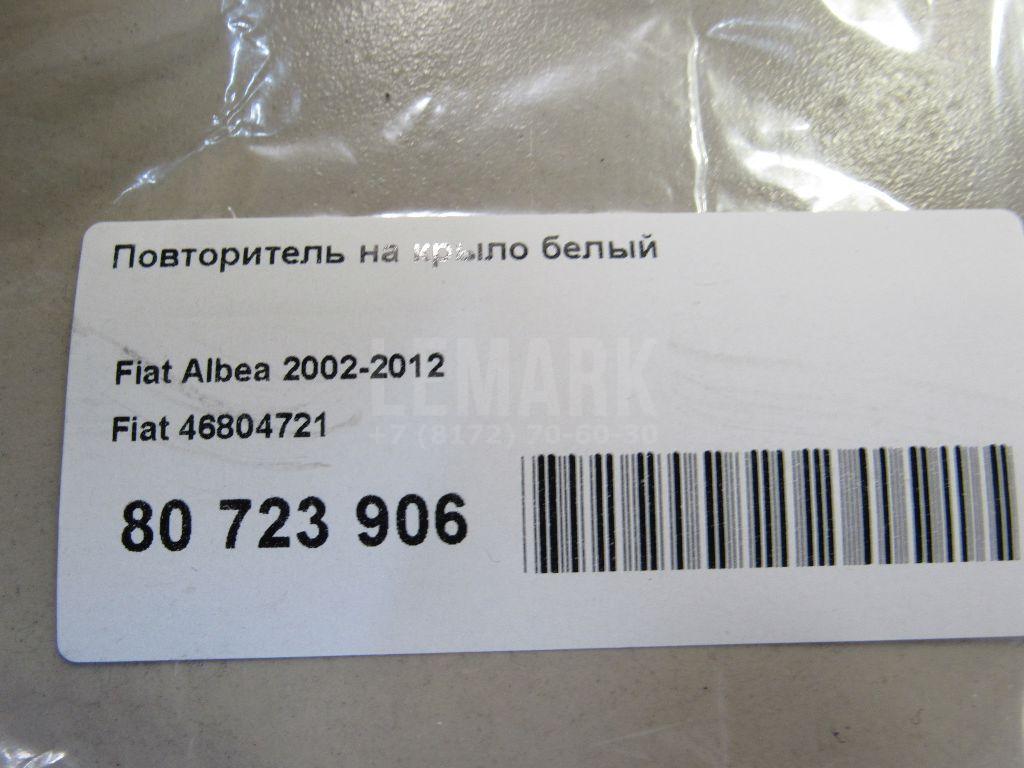 Повторитель на крыло белый
Fiat Albea 2002-2012
LEMARK
Fiat 46804721
+7 (8172) 70-60-30
80 723 906